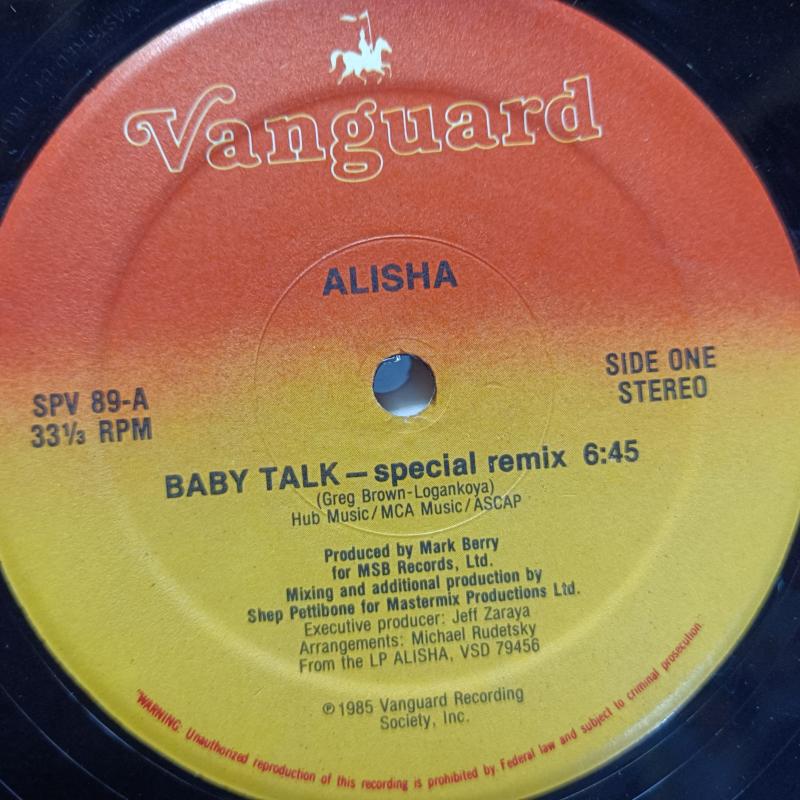 Vanguard
ALISHA
SPV 89-A
33⅓ RPM
SIDE ONE
STEREO
BABY TALK – special remix 6:45
(Greg Brown-Logankoya)
Hub Music/MCA Music/ASCAP
Produced by Mark Berry
for MSB Records, Ltd.
Mixing and additional production by
Shep Pettibone for Mastermix Productions Ltd.
Executive producer: Jeff Zaraya
Arrangements: Michael Rudetsky
From the LP ALISHA, VSD 79456
℗ 1985 Vanguard Recording
Society, Inc.
"WARNING: Unauthorized reproduction of this recording is prohibited by Federal law and subject to criminal prosecution.